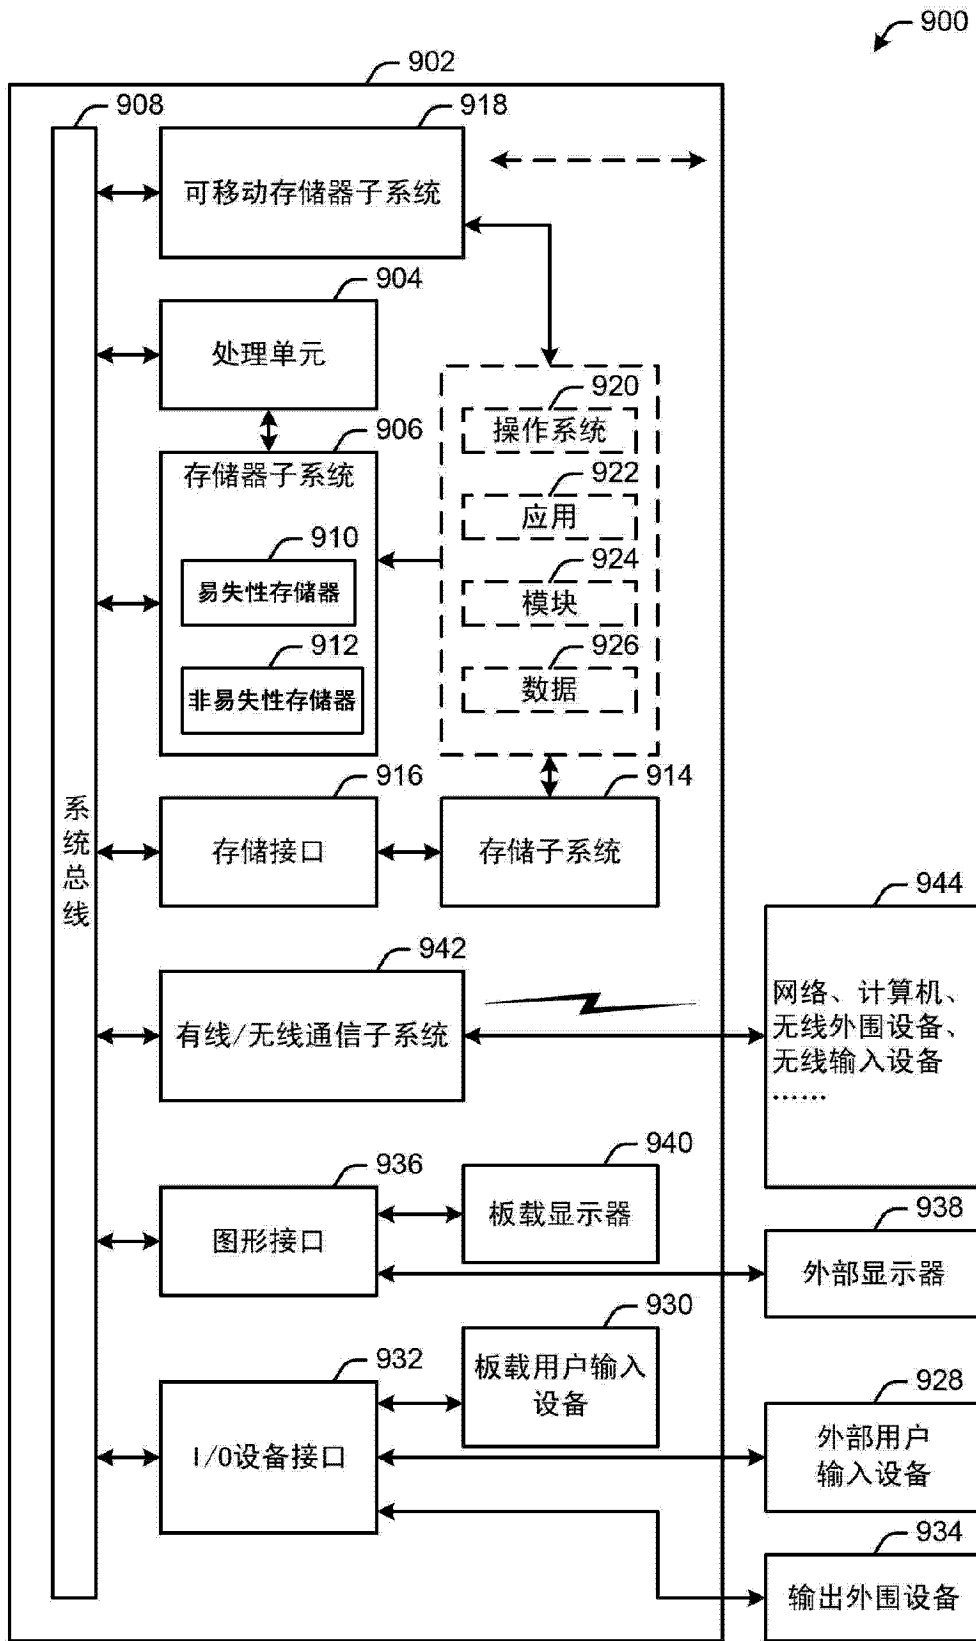 900
902
908
918
可移动存储器子系统
904
处理单元
920
操作系统
906
存储器子系统
922
应用
910
易失性存储器
924
模块
912
非易失性存储器
926
数据
916
存储接口
914
存储子系统
系统总线
944
网络、计算机、
无线外围设备、
无线输入设备
……
942
有线/无线通信子系统
940
板载显示器
936
图形接口
938
外部显示器
930
板载用户输入
设备
932
I/O设备接口
928
外部用户
输入设备
934
输出外围设备